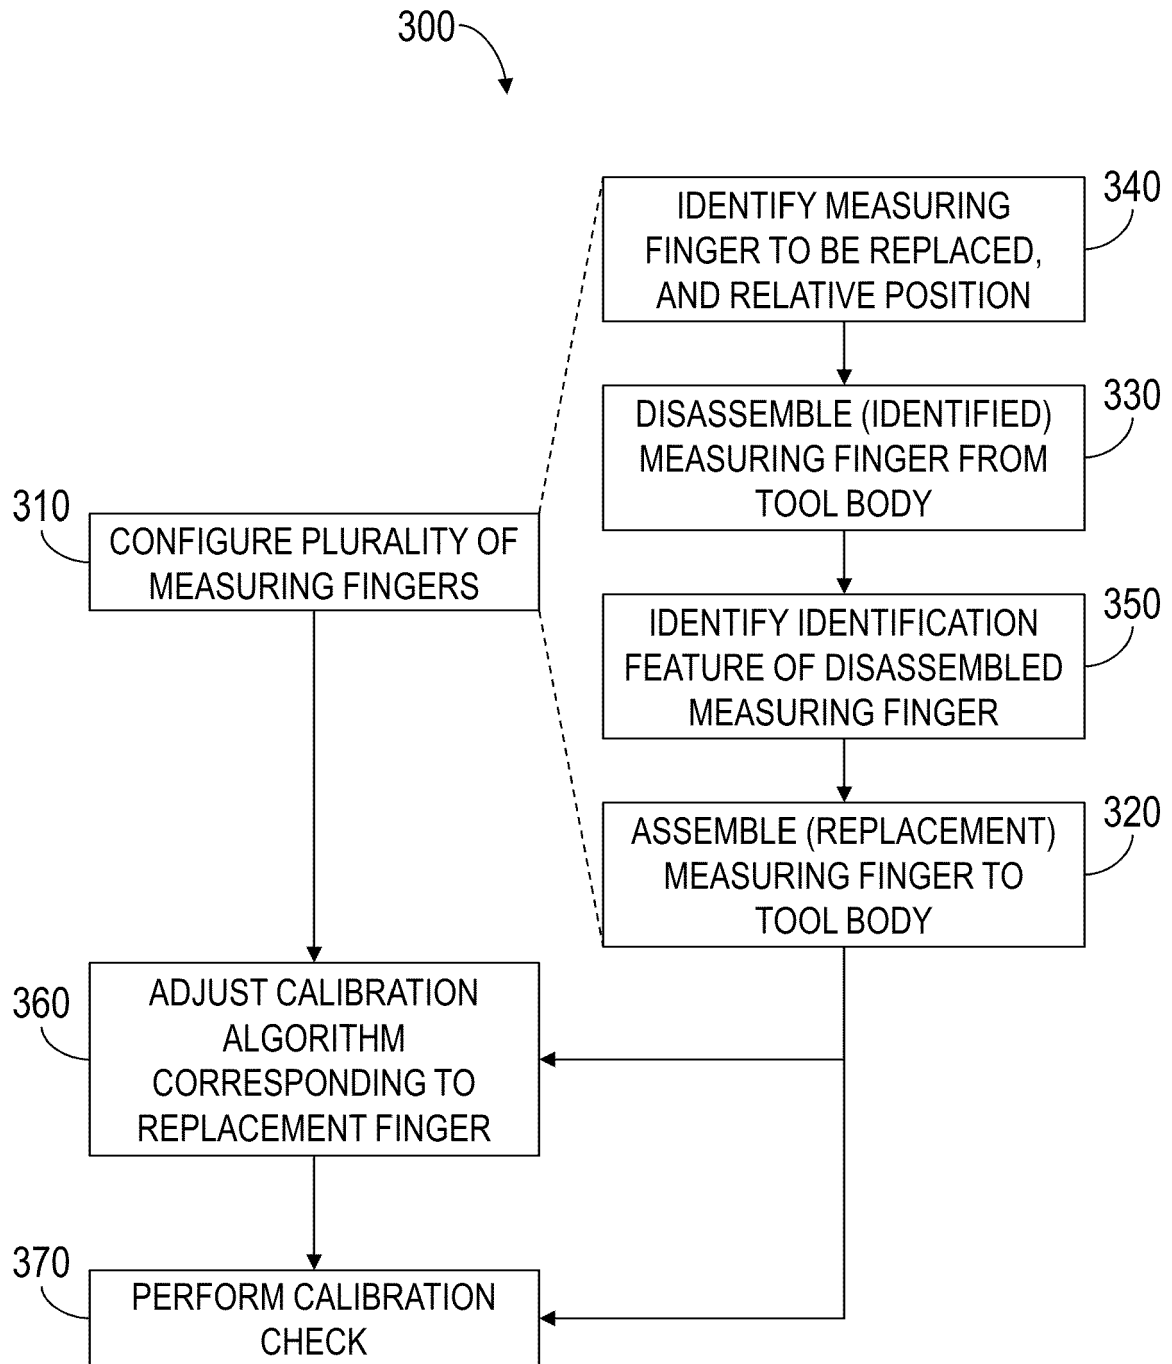 300
340
IDENTIFY MEASURING
FINGER TO BE REPLACED,
AND RELATIVE POSITION
330
DISASSEMBLE (IDENTIFIED)
MEASURING FINGER FROM
TOOL BODY
310
CONFIGURE PLURALITY OF
MEASURING FINGERS
350
IDENTIFY IDENTIFICATION
FEATURE OF DISASSEMBLED
MEASURING FINGER
320
ASSEMBLE (REPLACEMENT)
MEASURING FINGER TO
TOOL BODY
360
ADJUST CALIBRATION
ALGORITHM
CORRESPONDING TO
REPLACEMENT FINGER
370
PERFORM CALIBRATION
CHECK